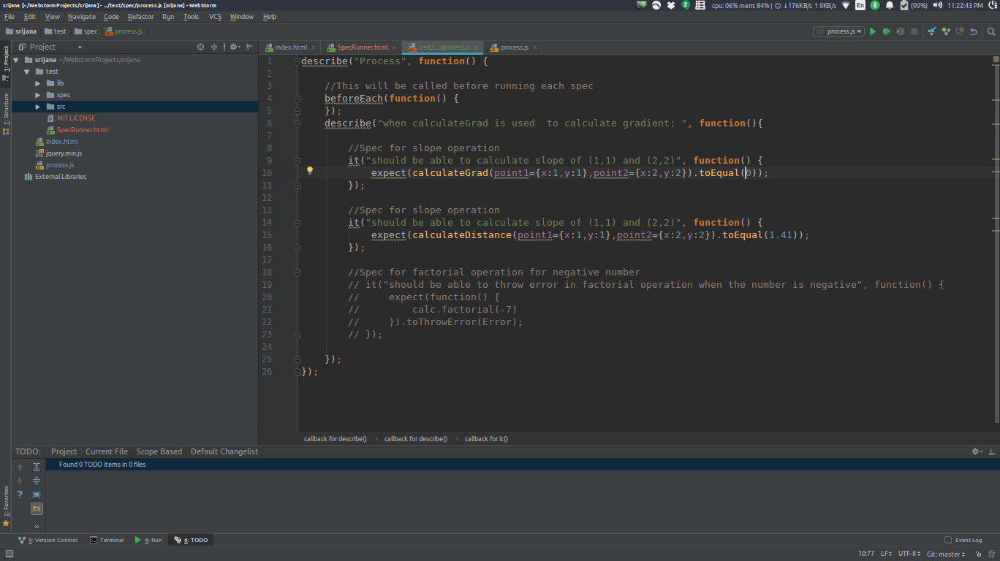 srijana [~/WebstormProjects/srijana] - .../test/spec/process.js [srijana] - WebStorm
2 En cpu: 06% mem: 84% | ↓176KB/s ↑ 9KB/s (99%) 11:22:43 PM
File Edit View Navigate Code Refactor Run Tools VCS Window Help
srijana test spec process.js process.js
Project
index.html SpecRunner.html test/.../process.js process.js
1: Project
7: Structure
2: Favorites
srijana ~/WebstormProjects/srijana
test
lib
spec
src
MIT.LICENSE
SpecRunner.html
index.html
jquery.min.js
process.js
External Libraries
1 describe("Process", function() {
2
3 //This will be called before running each spec
4 beforeEach(function() {
5 });
6 describe("when calculateGrad is used  to calculate gradient: ", function(){
7
8 //Spec for slope operation
9 it("should be able to calculate slope of (1,1) and (2,2)", function() {
10 expect(calculateGrad(point1={x:1,y:1},point2={x:2,y:2}).toEqual(0));
11 });
12
13 //Spec for slope operation
14 it("should be able to calculate slope of (1,1) and (2,2)", function() {
15 expect(calculateDistance(point1={x:1,y:1},point2={x:2,y:2}).toEqual(1.41));
16 });
17
18 //Spec for factorial operation for negative number
19 // it("should be able to throw error in factorial operation when the number is negative", function() {
20 //     expect(function() {
21 //         calc.factorial(-7)
22 //     }).toThrowError(Error);
23 // });
24
25 });
26 });
callback for describe() callback for describe() callback for it()
TODO: Project Current File Scope Based Default Changelist
Found 0 TODO items in 0 files
9: Version Control Terminal 4: Run 6: TODO Event Log
10:77 LF UTF-8 Git: master